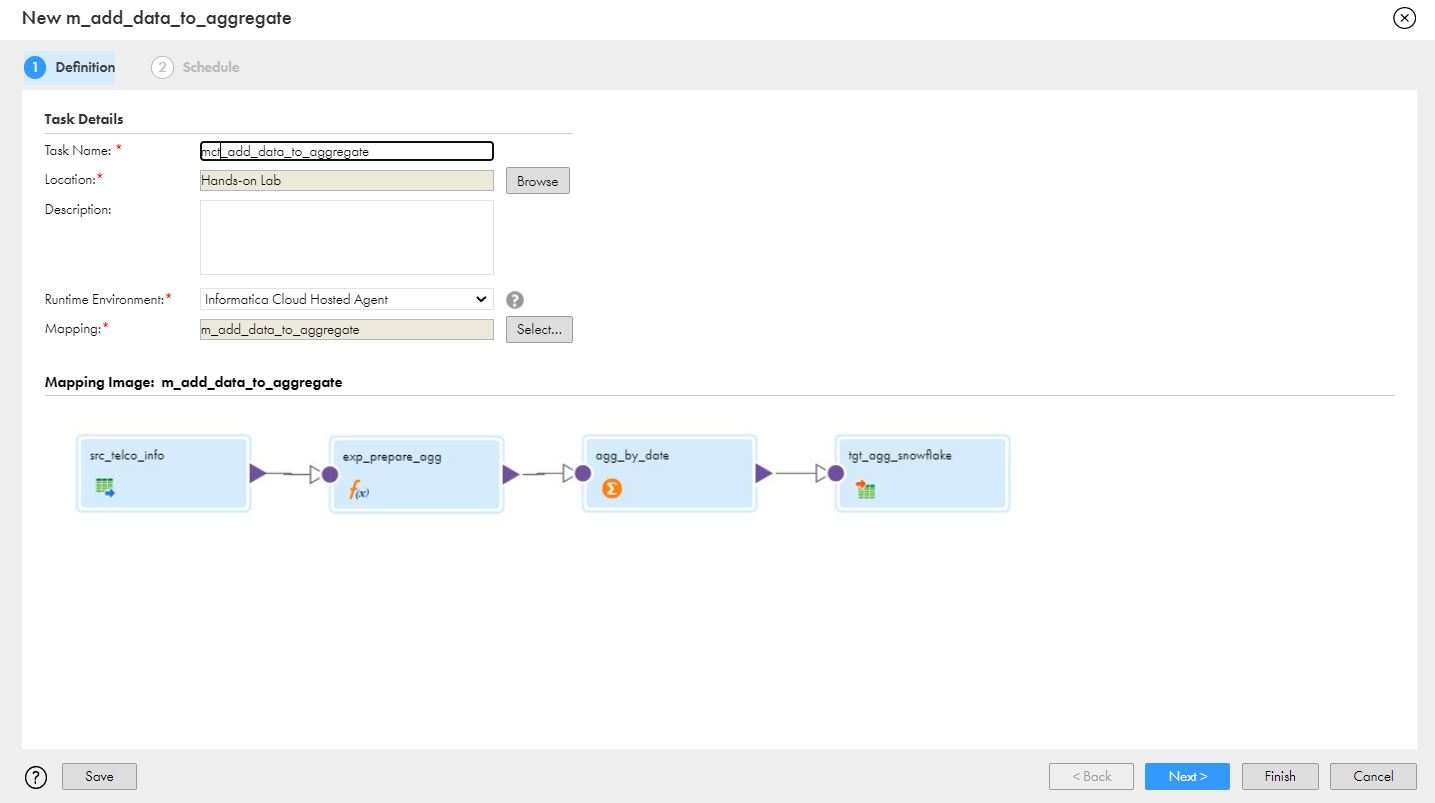 New m_add_data_to_aggregate
1 Definition 2 Schedule
Task Details
Task Name: * mct_add_data_to_aggregate
Location:* Hands-on Lab Browse
Description:
Runtime Environment:* Informatica Cloud Hosted Agent ?
Mapping:* m_add_data_to_aggregate Select...
Mapping Image: m_add_data_to_aggregate
src_telco_info exp_prepare_agg agg_by_date tgt_agg_snowflake
f(x) Σ
? Save < Back Next > Finish Cancel